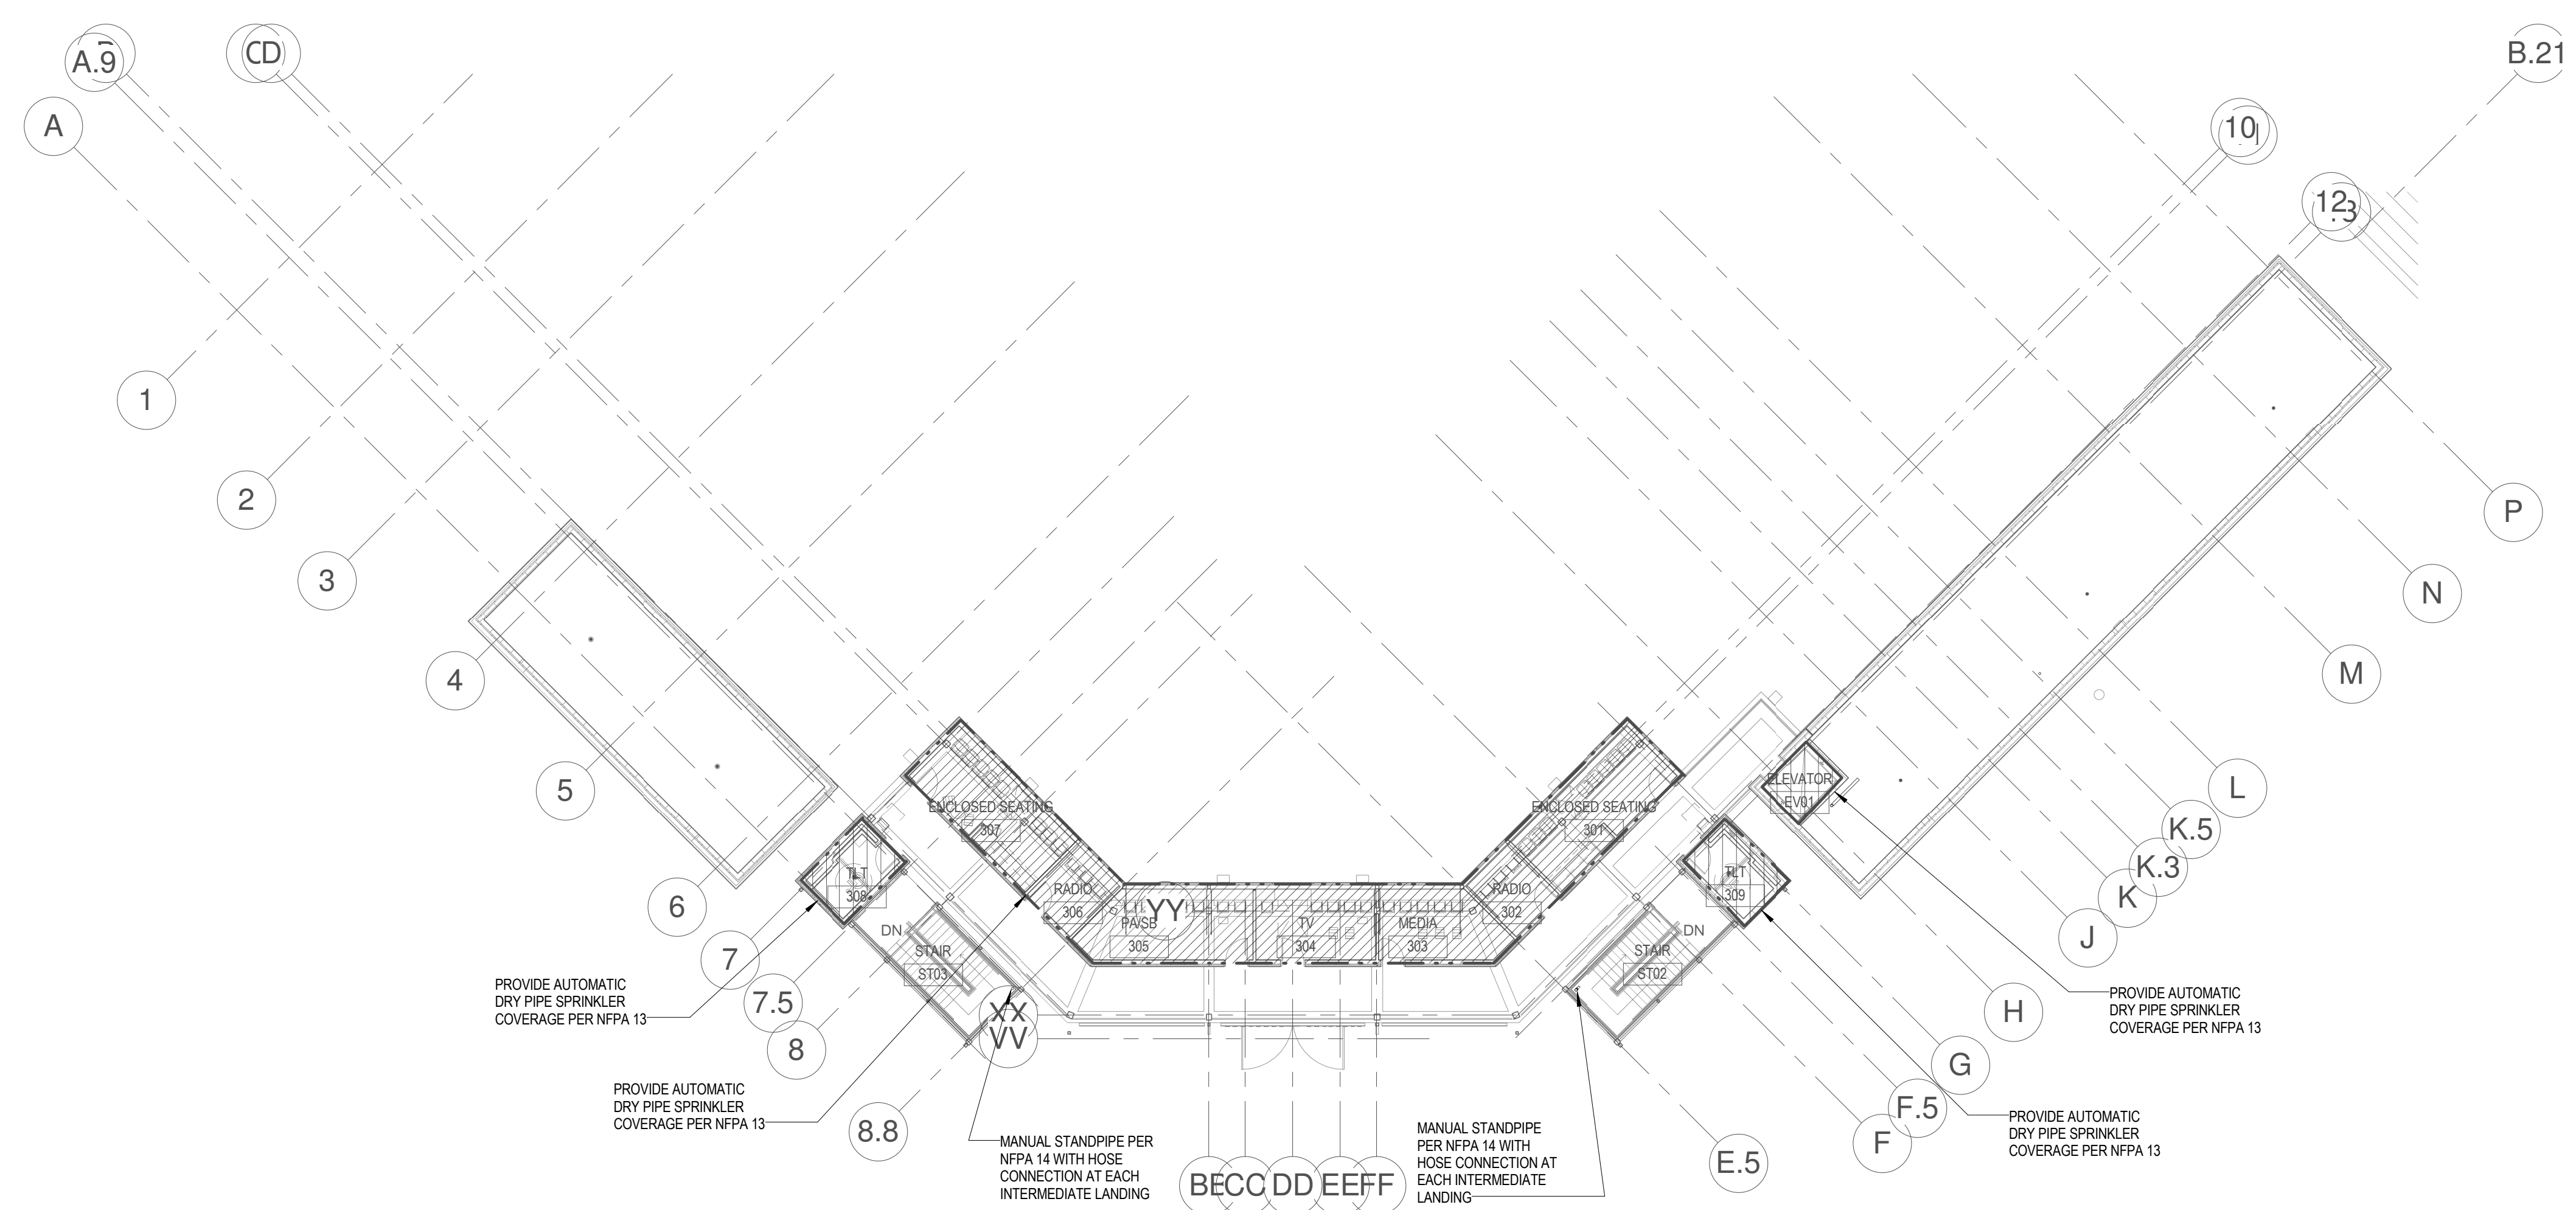 A.9
CD
B.21
A
10
12
1
2
P
3
N
4
M
ELEVATOR
EV01
5
L
ENCLOSED SEATING
307
ENCLOSED SEATING
301
K.5
K.3
TLT
308
RADIO
306
YY
PA/SB
305
TV
304
MEDIA
303
RADIO
302
TLT
309
K
6
J
DN
STAIR
ST03
DN
STAIR
ST02
7
7.5
XX
VV
H
8
PROVIDE AUTOMATIC
DRY PIPE SPRINKLER
COVERAGE PER NFPA 13
PROVIDE AUTOMATIC
DRY PIPE SPRINKLER
COVERAGE PER NFPA 13
G
F.5
F
8.8
PROVIDE AUTOMATIC
DRY PIPE SPRINKLER
COVERAGE PER NFPA 13
MANUAL STANDPIPE PER
NFPA 14 WITH HOSE
CONNECTION AT EACH
INTERMEDIATE LANDING
MANUAL STANDPIPE
PER NFPA 14 WITH
HOSE CONNECTION AT
EACH INTERMEDIATE
LANDING
PROVIDE AUTOMATIC
DRY PIPE SPRINKLER
COVERAGE PER NFPA 13
E.5
CC
DD
EE
FF